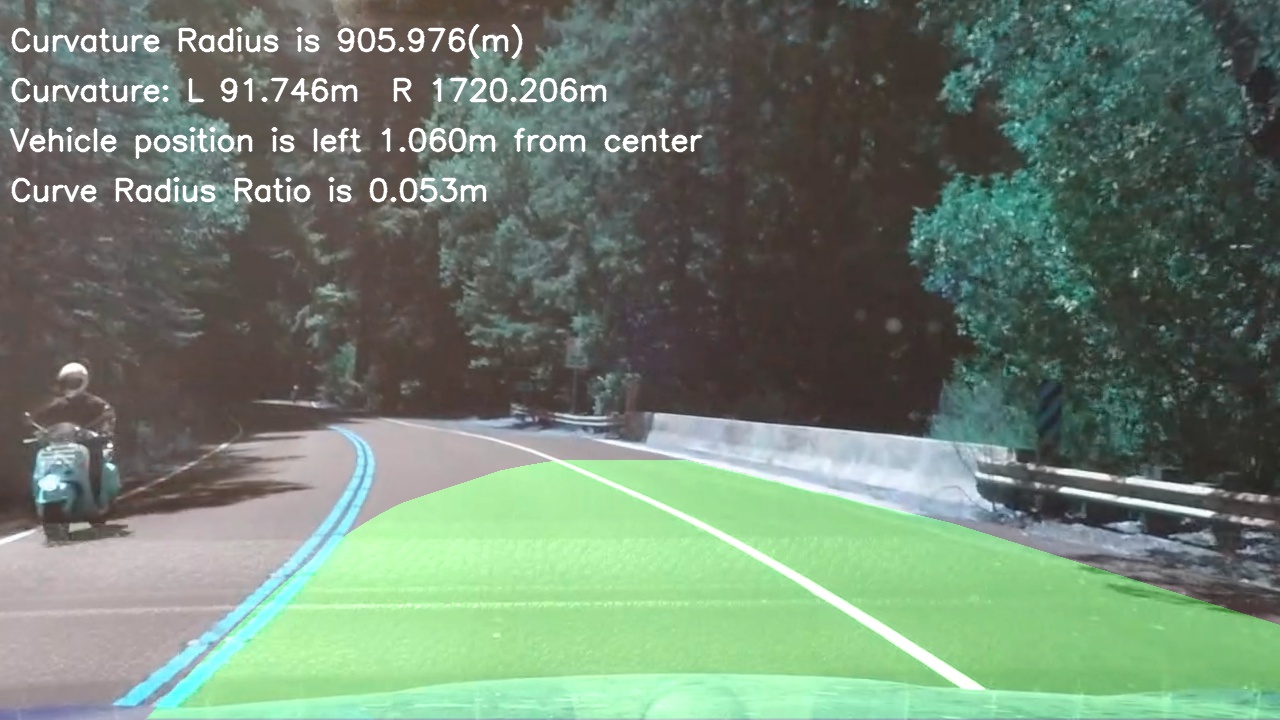 Curvature Radius is 905.976(m)
Curvature: L 91.746m R 1720.206m
Vehicle position is left 1.060m from center
Curve Radius Ratio is 0.053m